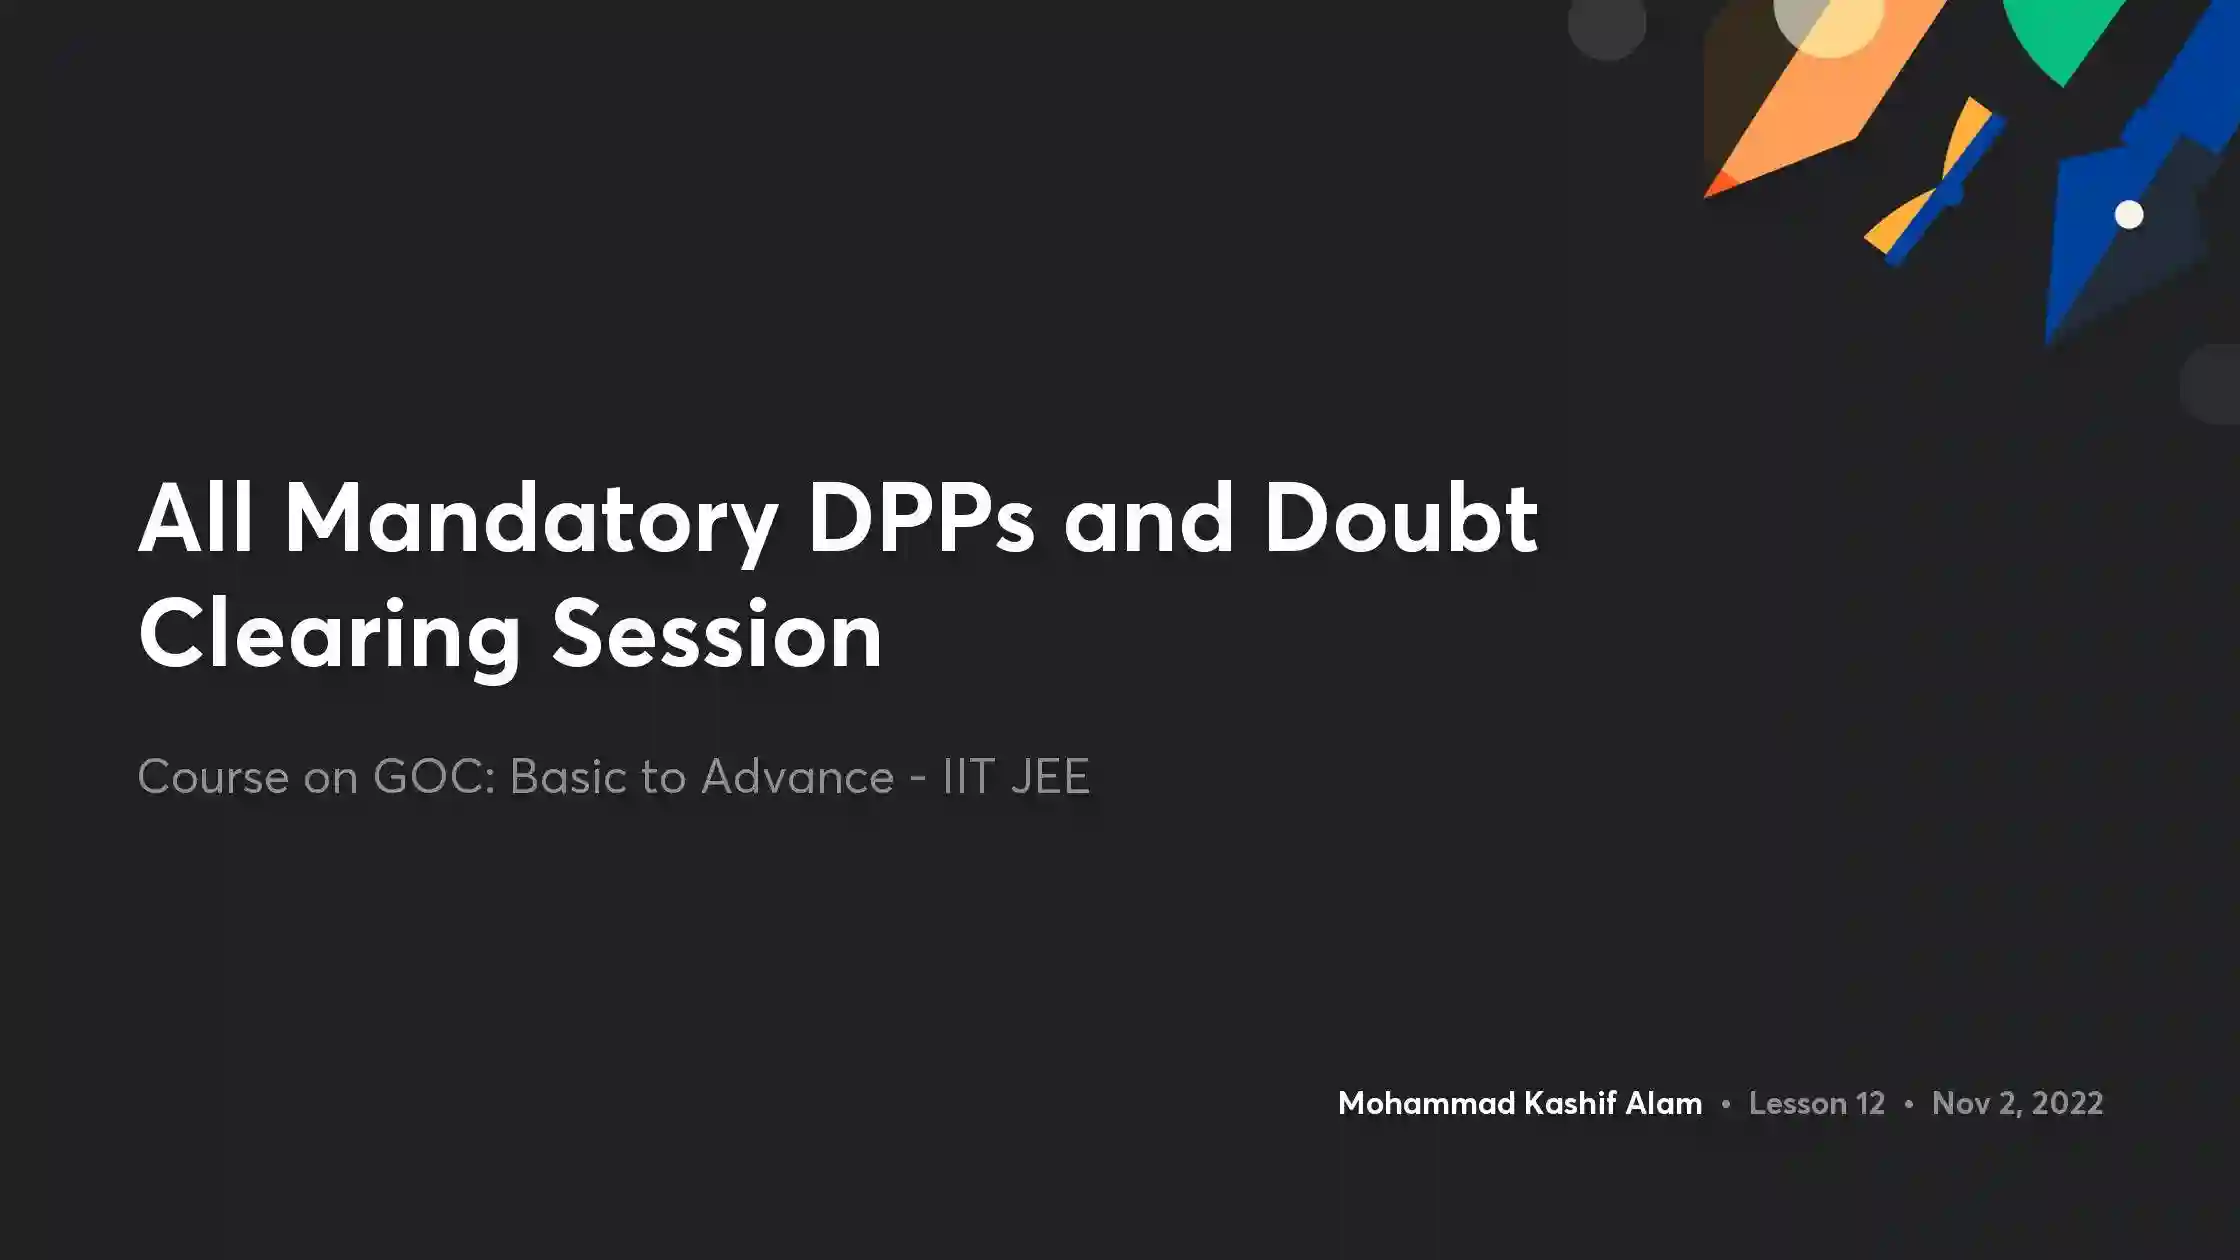 All Mandatory DPPs and Doubt
Clearing Session
Course on GOC: Basic to Advance - IIT JEE
Mohammad Kashif Alam • Lesson 12 • Nov 2, 2022